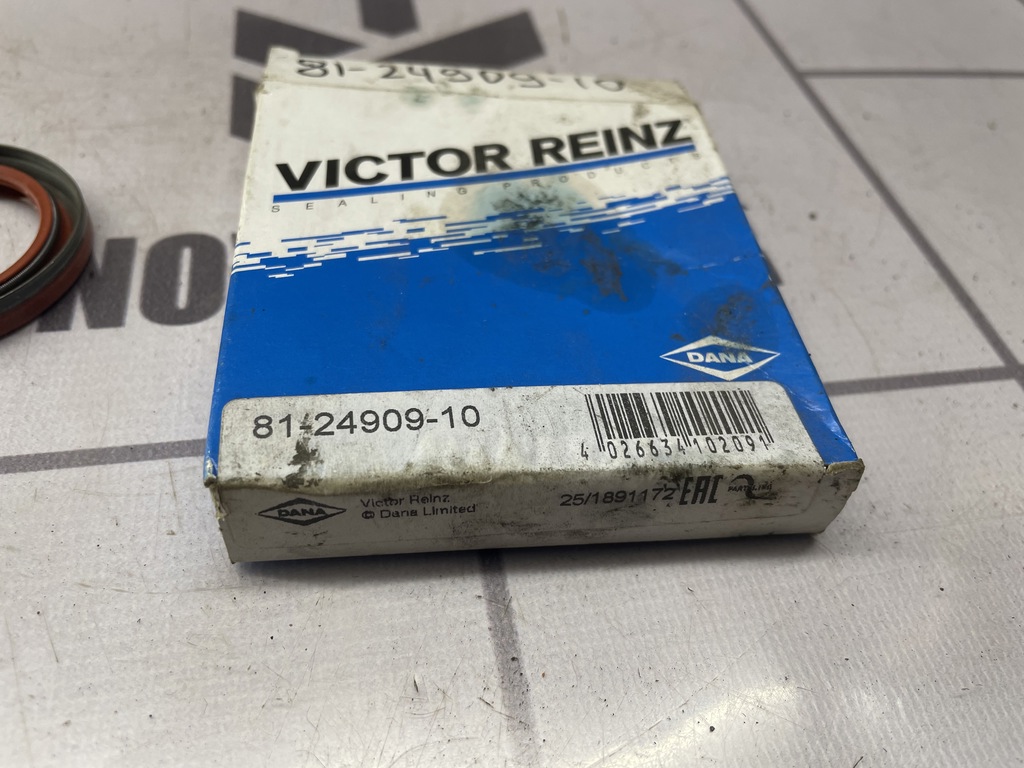 81-24909-10
VICTOR REINZ
SEALING PRODUCTS
NOV
DANA
81-24909-10
4 026634 102091
DANA
Victor Reinz
© Dana Limited
25/1891172 EAC